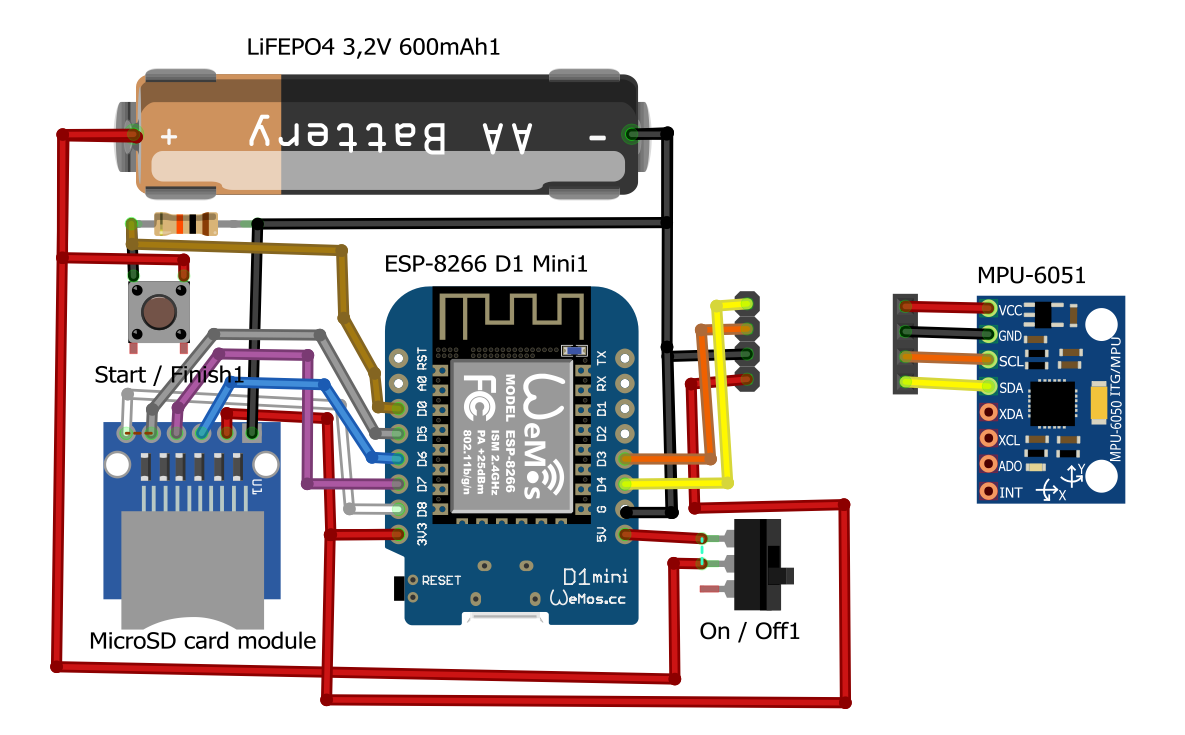 LiFEPO4 3,2V 600mAh1
+ AA Battery -
ESP-8266 D1 Mini1
MPU-6051
Start / Finish1
RST
A0
D0
D5
D6
D7
D8
3V3
WeMos
MODEL ESP-8266
ISM 2.4GHz
PA +25dBm
802.11b/g/n
FC
TX
RX
D1
D2
D3
D4
G
5V
RESET
D1mini
WeMos.cc
U1
MicroSD card module
On / Off1
VCC
GND
SCL
SDA
XDA
XCL
ADO
INT
MPU-6050 ITG/MPU
Y
X